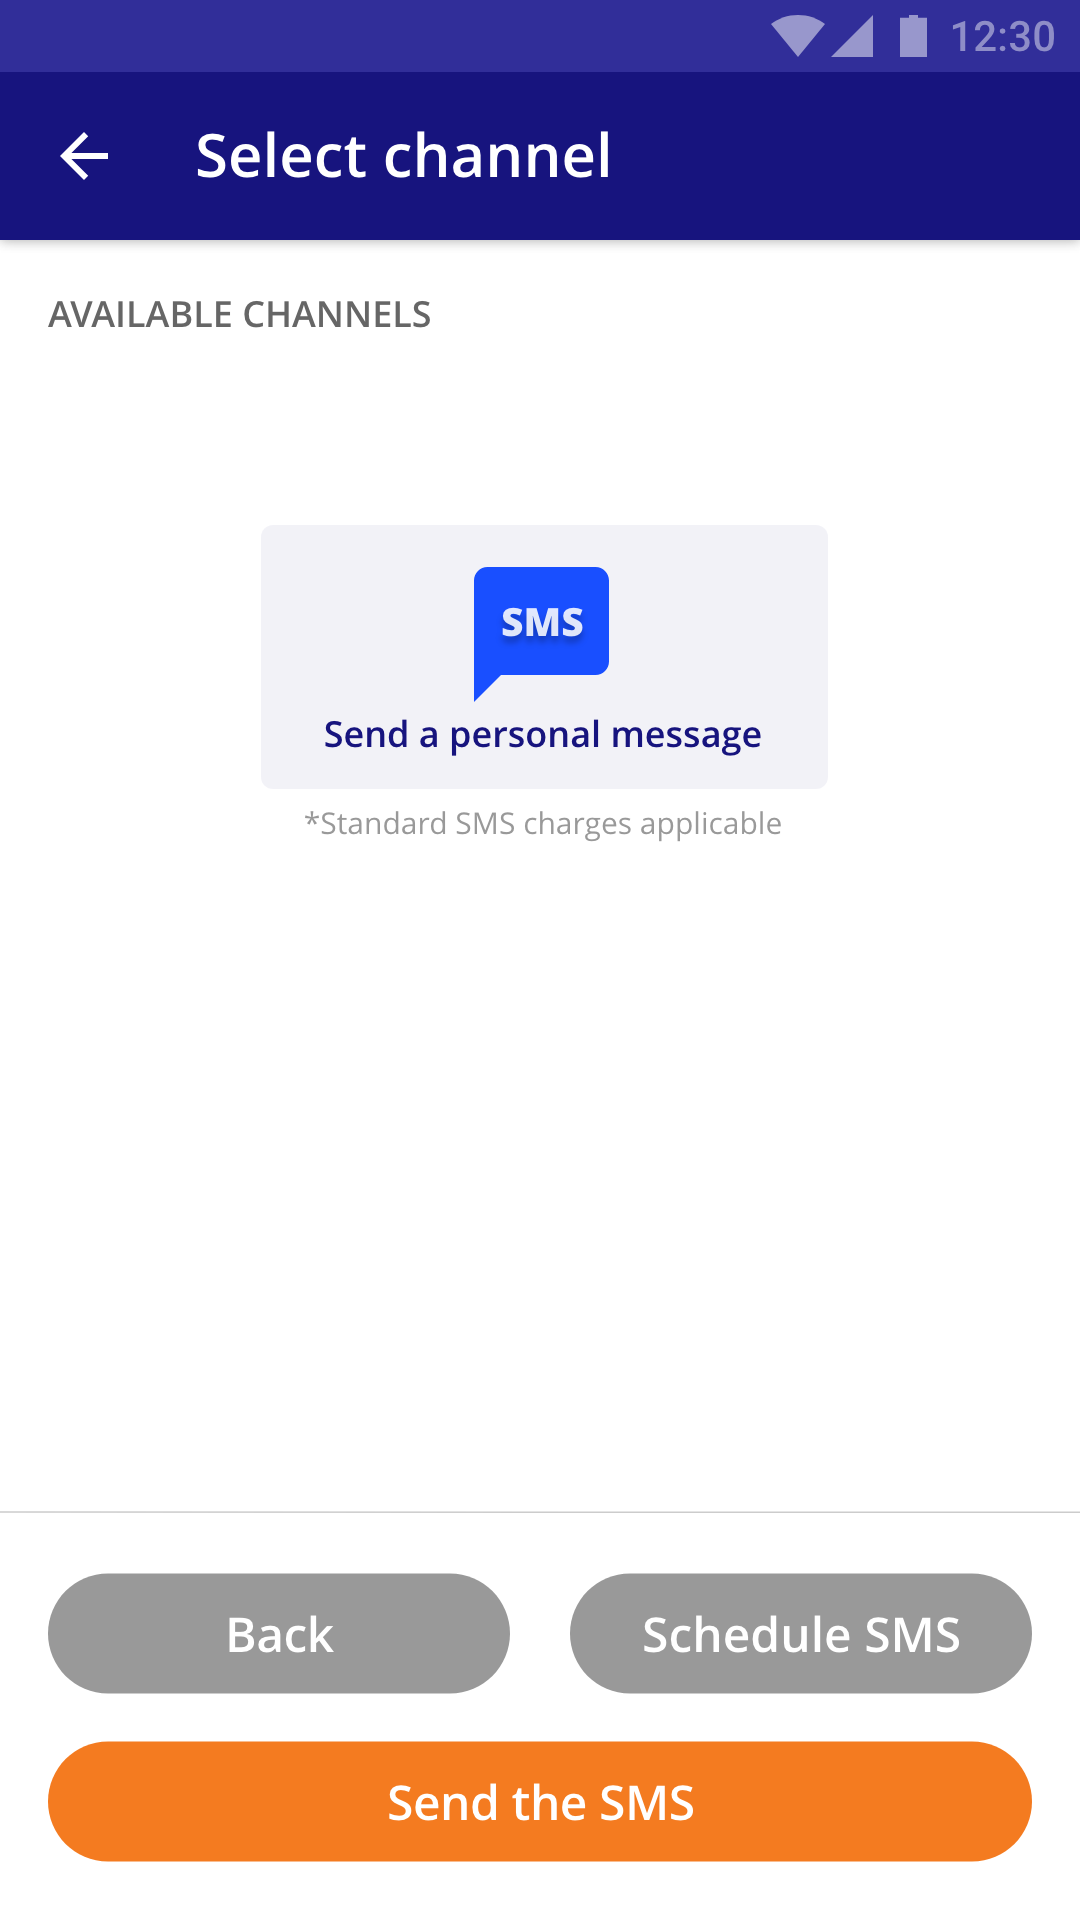 12:30
Select channel
AVAILABLE CHANNELS
SMS
Send a personal message
*Standard SMS charges applicable
Back
Schedule SMS
Send the SMS